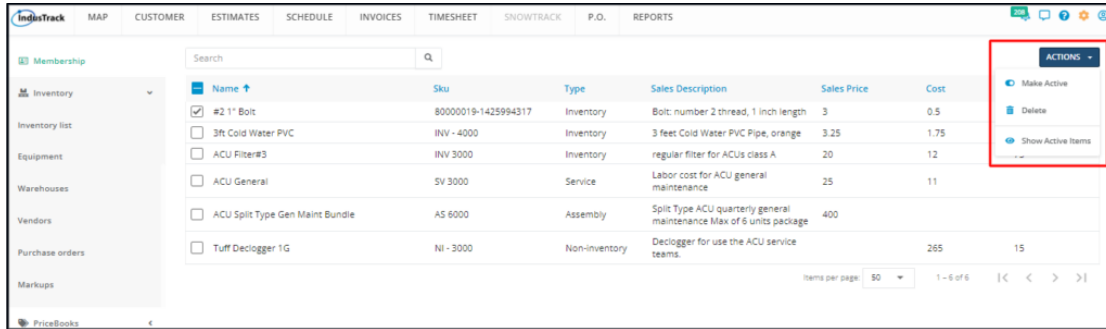 IndusTrack MAP CUSTOMER ESTIMATES SCHEDULE INVOICES TIMESHEET SNOWTRACK P.O. REPORTS 208
Membership
Search
ACTIONS
Inventory
Name Sku Type Sales Description Sales Price Cost
Make Active
#2 1" Bolt 80000019-1425994317 Inventory Bolt: number 2 thread, 1 inch length 3 0.5
Delete
Inventory list
3ft Cold Water PVC INV - 4000 Inventory 3 feet Cold Water PVC Pipe, orange 3.25 1.75
Show Active Items
Equipment
ACU Filter#3 INV 3000 Inventory regular filter for ACUs class A 20 12
Warehouses
ACU General SV 3000 Service Labor cost for ACU general 25 11
maintenance
Vendors
ACU Split Type Gen Maint Bundle AS 6000 Assembly Split Type ACU quarterly general 400
maintenance Max of 6 units package
Purchase orders
Tuff Declogger 1G NI - 3000 Non-inventory Declogger for use the ACU service 265 15
teams.
Markups
Items per page: 50 1 – 6 of 6
PriceBooks